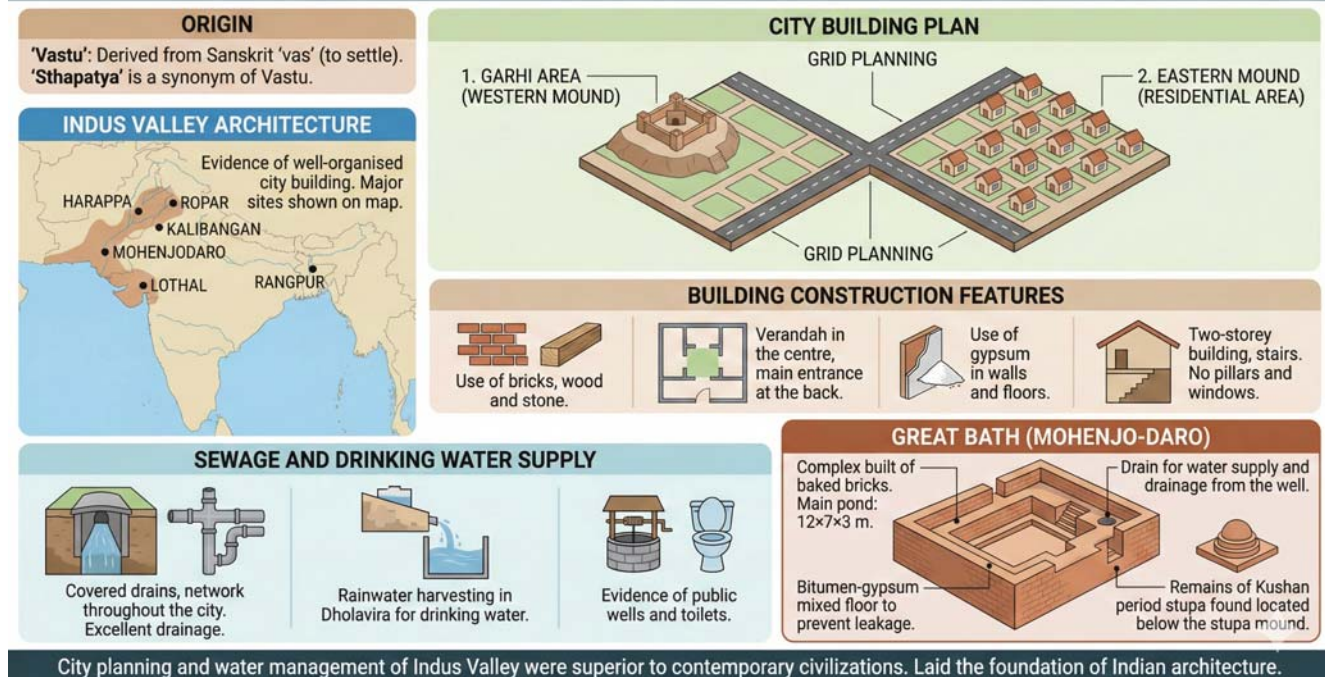 ORIGIN
'Vastu': Derived from Sanskrit 'vas' (to settle).
'Sthapatya' is a synonym of Vastu.
INDUS VALLEY ARCHITECTURE
Evidence of well-organised
city building. Major
sites shown on map.
HARAPPA
ROPAR
KALIBANGAN
MOHENJODARO
LOTHAL
RANGPUR
CITY BUILDING PLAN
GRID PLANNING
1. GARHI AREA
(WESTERN MOUND)
2. EASTERN MOUND
(RESIDENTIAL AREA)
GRID PLANNING
BUILDING CONSTRUCTION FEATURES
Use of bricks, wood
and stone.
Verandah in
the centre,
main entrance
at the back.
Use of
gypsum
in walls
and floors.
Two-storey
building, stairs.
No pillars and
windows.
SEWAGE AND DRINKING WATER SUPPLY
Covered drains, network
throughout the city.
Excellent drainage.
Rainwater harvesting in
Dholavira for drinking water.
Evidence of public
wells and toilets.
GREAT BATH (MOHENJO-DARO)
Complex built of
baked bricks.
Main pond:
12×7×3 m.
Drain for water supply and
drainage from the well.
Bitumen-gypsum
mixed floor to
prevent leakage.
Remains of Kushan
period stupa found located
below the stupa mound.
City planning and water management of Indus Valley were superior to contemporary civilizations. Laid the foundation of Indian architecture.